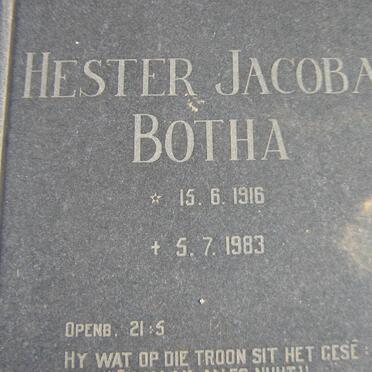 HESTER JACOBA
BOTHA
* 15. 6. 1916
+ 5. 7. 1983
OPENB. 21:5
HY WAT OP DIE TROON SIT HET GESÊ: